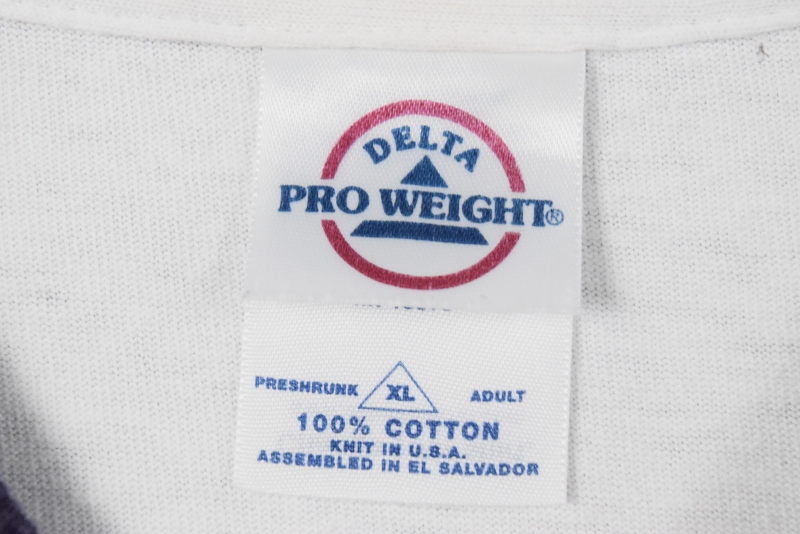 DELTA
PRO WEIGHT®
PRESHRUNK XL ADULT
100% COTTON
KNIT IN U.S.A.
ASSEMBLED IN EL SALVADOR